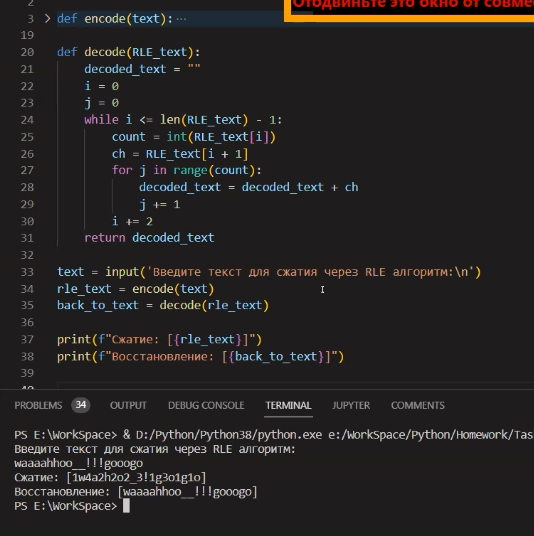 2
Отодвиньте это окно от совме
3 > def encode(text): ...
19
20 def decode(RLE_text):
21 decoded_text = ""
22 i = 0
23 j = 0
24 while i <= len(RLE_text) - 1:
25 count = int(RLE_text[i])
26 ch = RLE_text[i + 1]
27 for j in range(count):
28 decoded_text = decoded_text + ch
29 j += 1
30 i += 2
31 return decoded_text
32
33 text = input('Введите текст для сжатия через RLE алгоритм:\n')
34 rle_text = encode(text)
35 back_to_text = decode(rle_text)
36
37 print(f"Сжатие: [{rle_text}]")
38 print(f"Восстановление: [{back_to_text}]")
39
PROBLEMS 34 OUTPUT DEBUG CONSOLE TERMINAL JUPYTER COMMENTS
PS E:\WorkSpace> & D:/Python/Python38/python.exe e:/WorkSpace/Python/Homework/Tas
Введите текст для сжатия через RLE алгоритм:
waaaahhoo__!!!gooogo
Сжатие: [1w4a2h2o2_3!1g3o1g1o]
Восстановление: [waaaahhoo__!!!gooogo]
PS E:\WorkSpace>